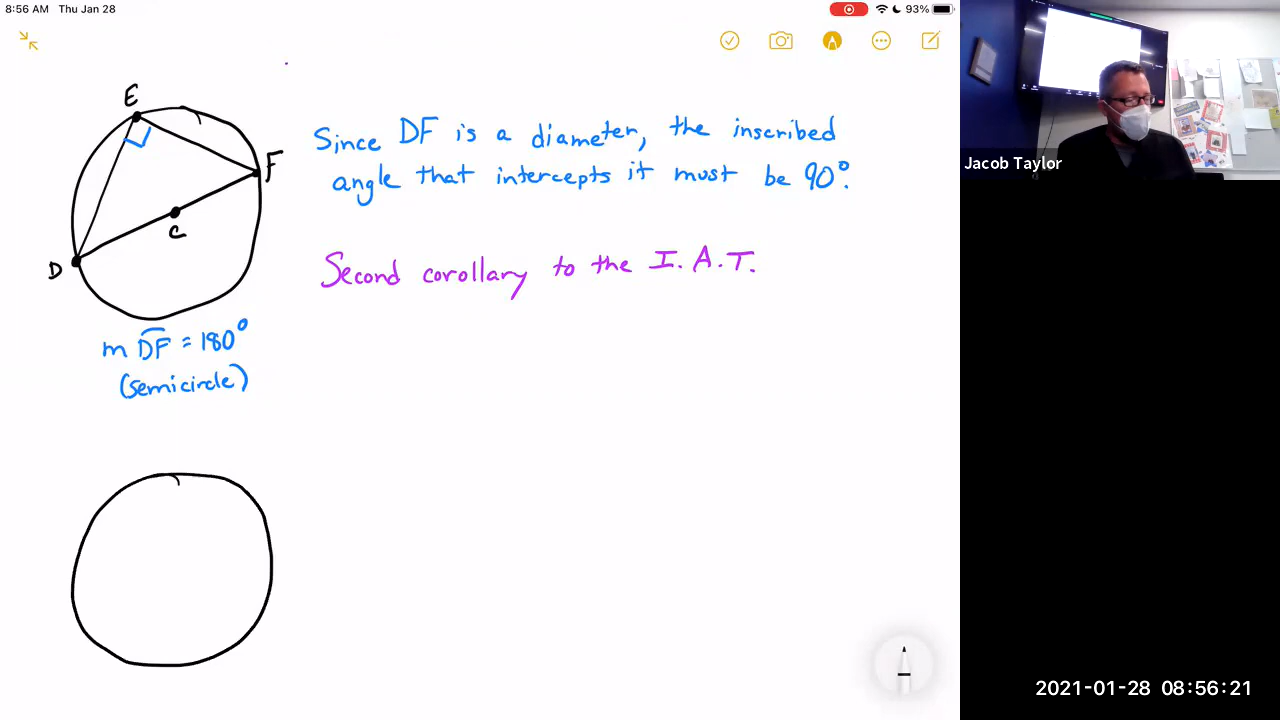 8:56 AM Thu Jan 28
93%
E
Since DF is a diameter, the inscribed
F
angle that intercepts it must be 90°.
Jacob Taylor
C
D
Second corollary to the I.A.T.
m DF = 180°
(semicircle)
2021-01-28 08:56:21